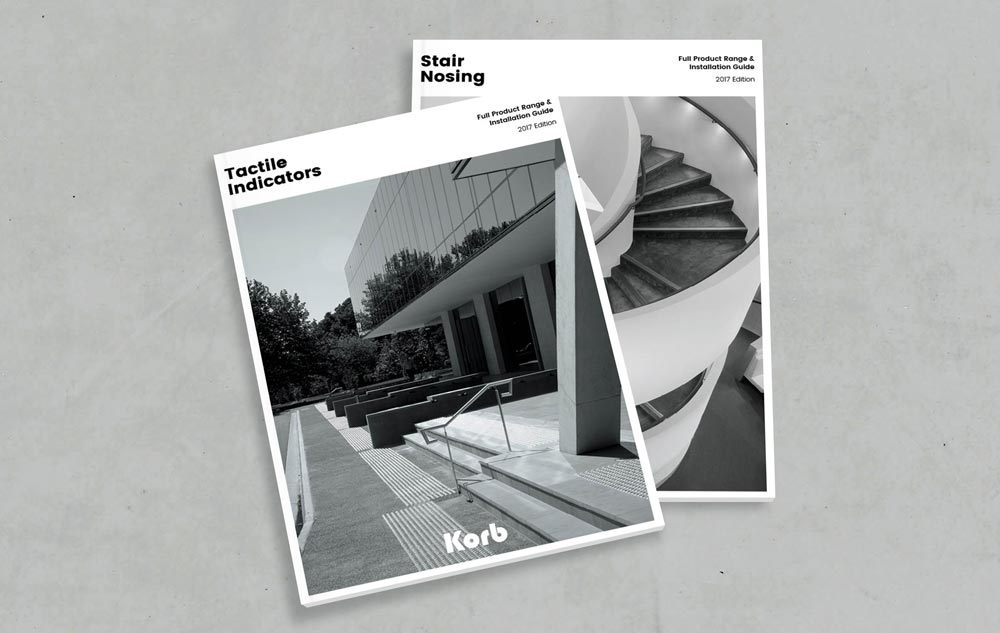 Stair
Nosing
Full Product Range &
Installation Guide
2017 Edition
Tactile
Indicators
Full Product Range &
Installation Guide
2017 Edition
Korb